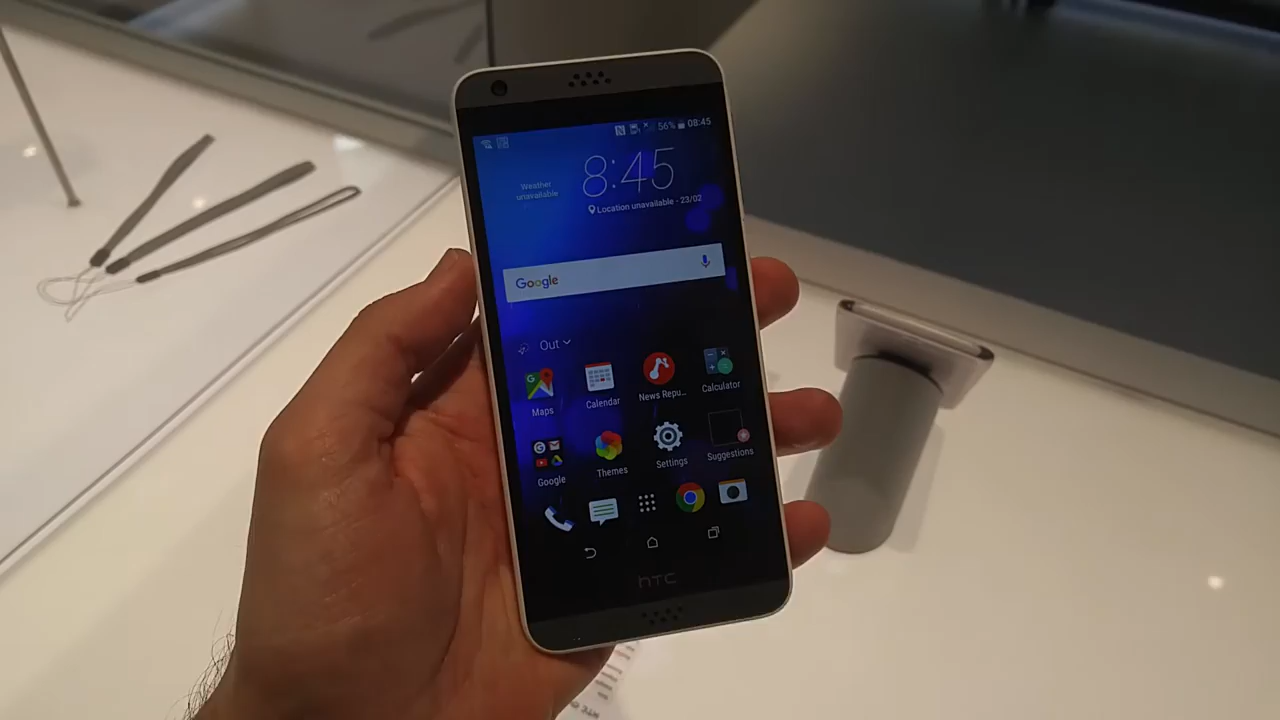 56% 08:45
8:45
Weather
unavailable
Location unavailable - 23/02
Google
Out
Maps
Calendar
News Repu...
Calculator
Google
Themes
Settings
Suggestions
hTC